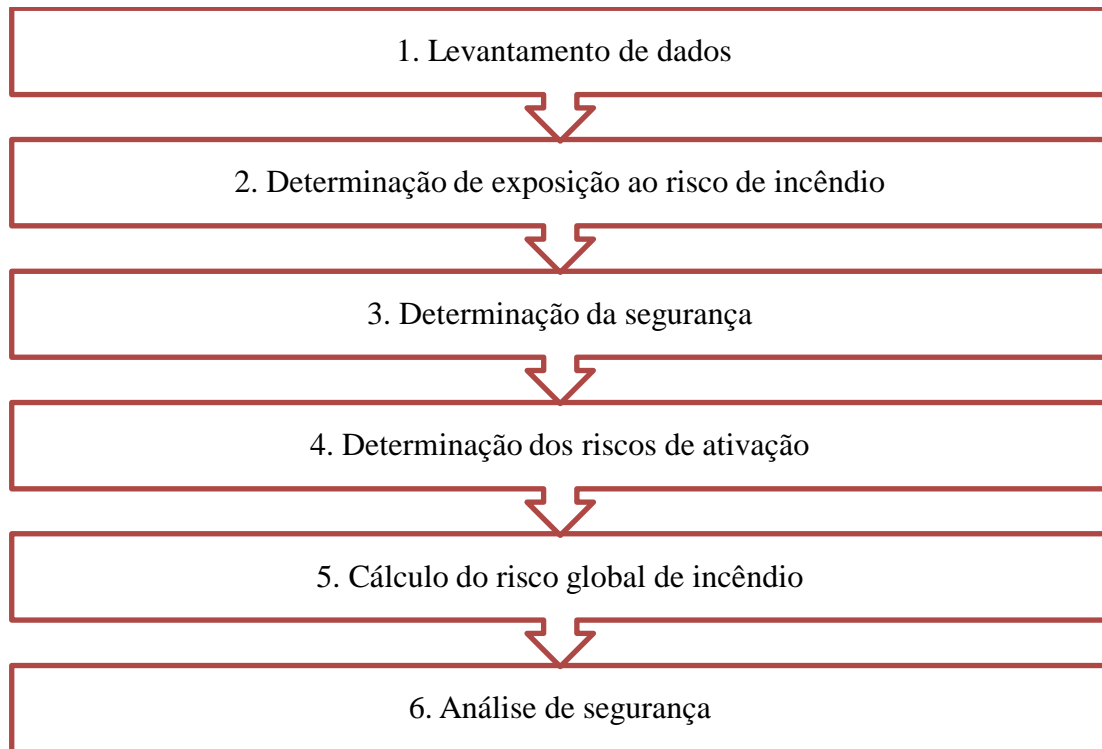 1. Levantamento de dados
2. Determinação de exposição ao risco de incêndio
3. Determinação da segurança
4. Determinação dos riscos de ativação
5. Cálculo do risco global de incêndio
6. Análise de segurança